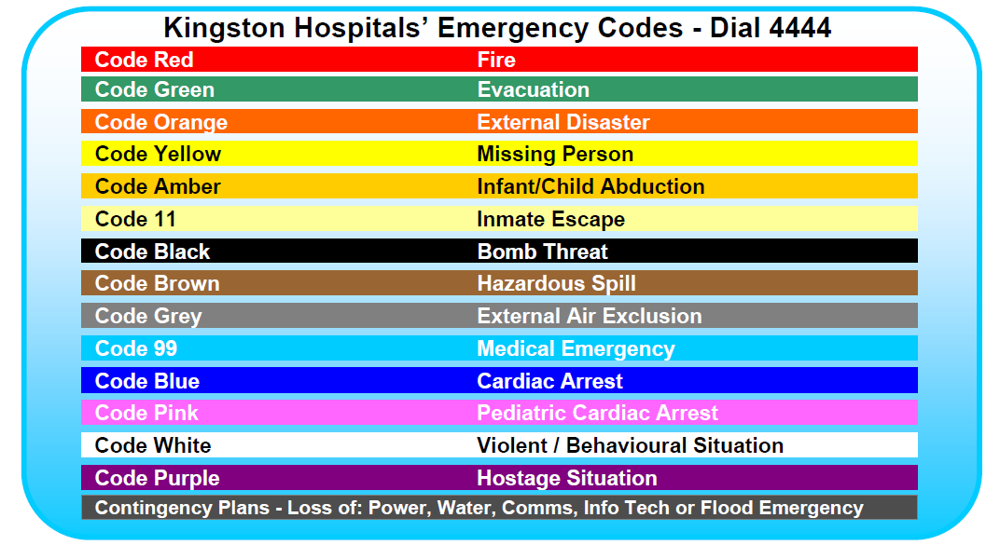 Kingston Hospitals’ Emergency Codes - Dial 4444
Code Red Fire
Code Green Evacuation
Code Orange External Disaster
Code Yellow Missing Person
Code Amber Infant/Child Abduction
Code 11 Inmate Escape
Code Black Bomb Threat
Code Brown Hazardous Spill
Code Grey External Air Exclusion
Code 99 Medical Emergency
Code Blue Cardiac Arrest
Code Pink Pediatric Cardiac Arrest
Code White Violent / Behavioural Situation
Code Purple Hostage Situation
Contingency Plans - Loss of: Power, Water, Comms, Info Tech or Flood Emergency